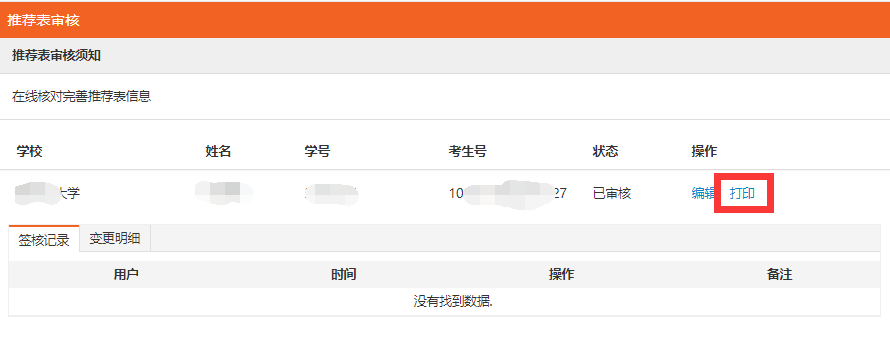 推荐表审核
推荐表审核须知
在线核对完善推荐表信息
学校 姓名 学号 考生号 状态 操作
大学 10 27 已审核 编辑 打印
签核记录 变更明细
用户 时间 操作 备注
没有找到数据.